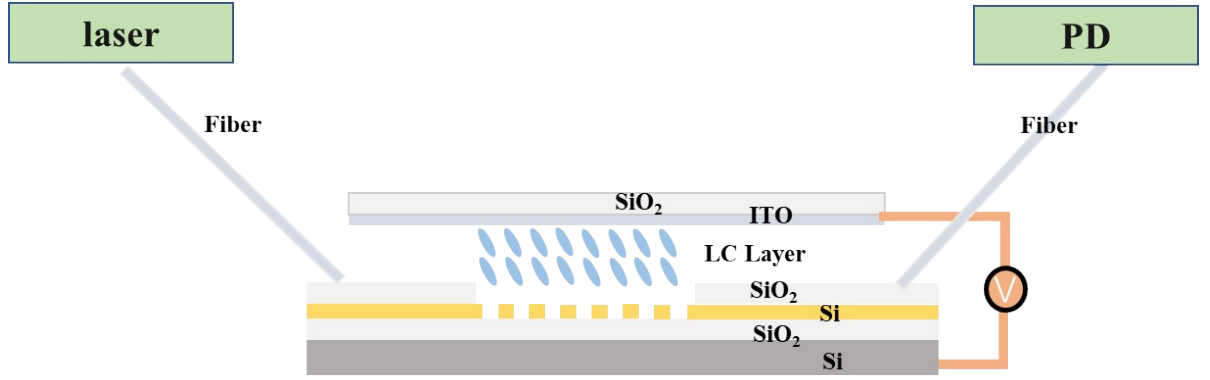 laser
PD
Fiber
Fiber
SiO₂
ITO
LC Layer
SiO₂
V
Si
SiO₂
Si